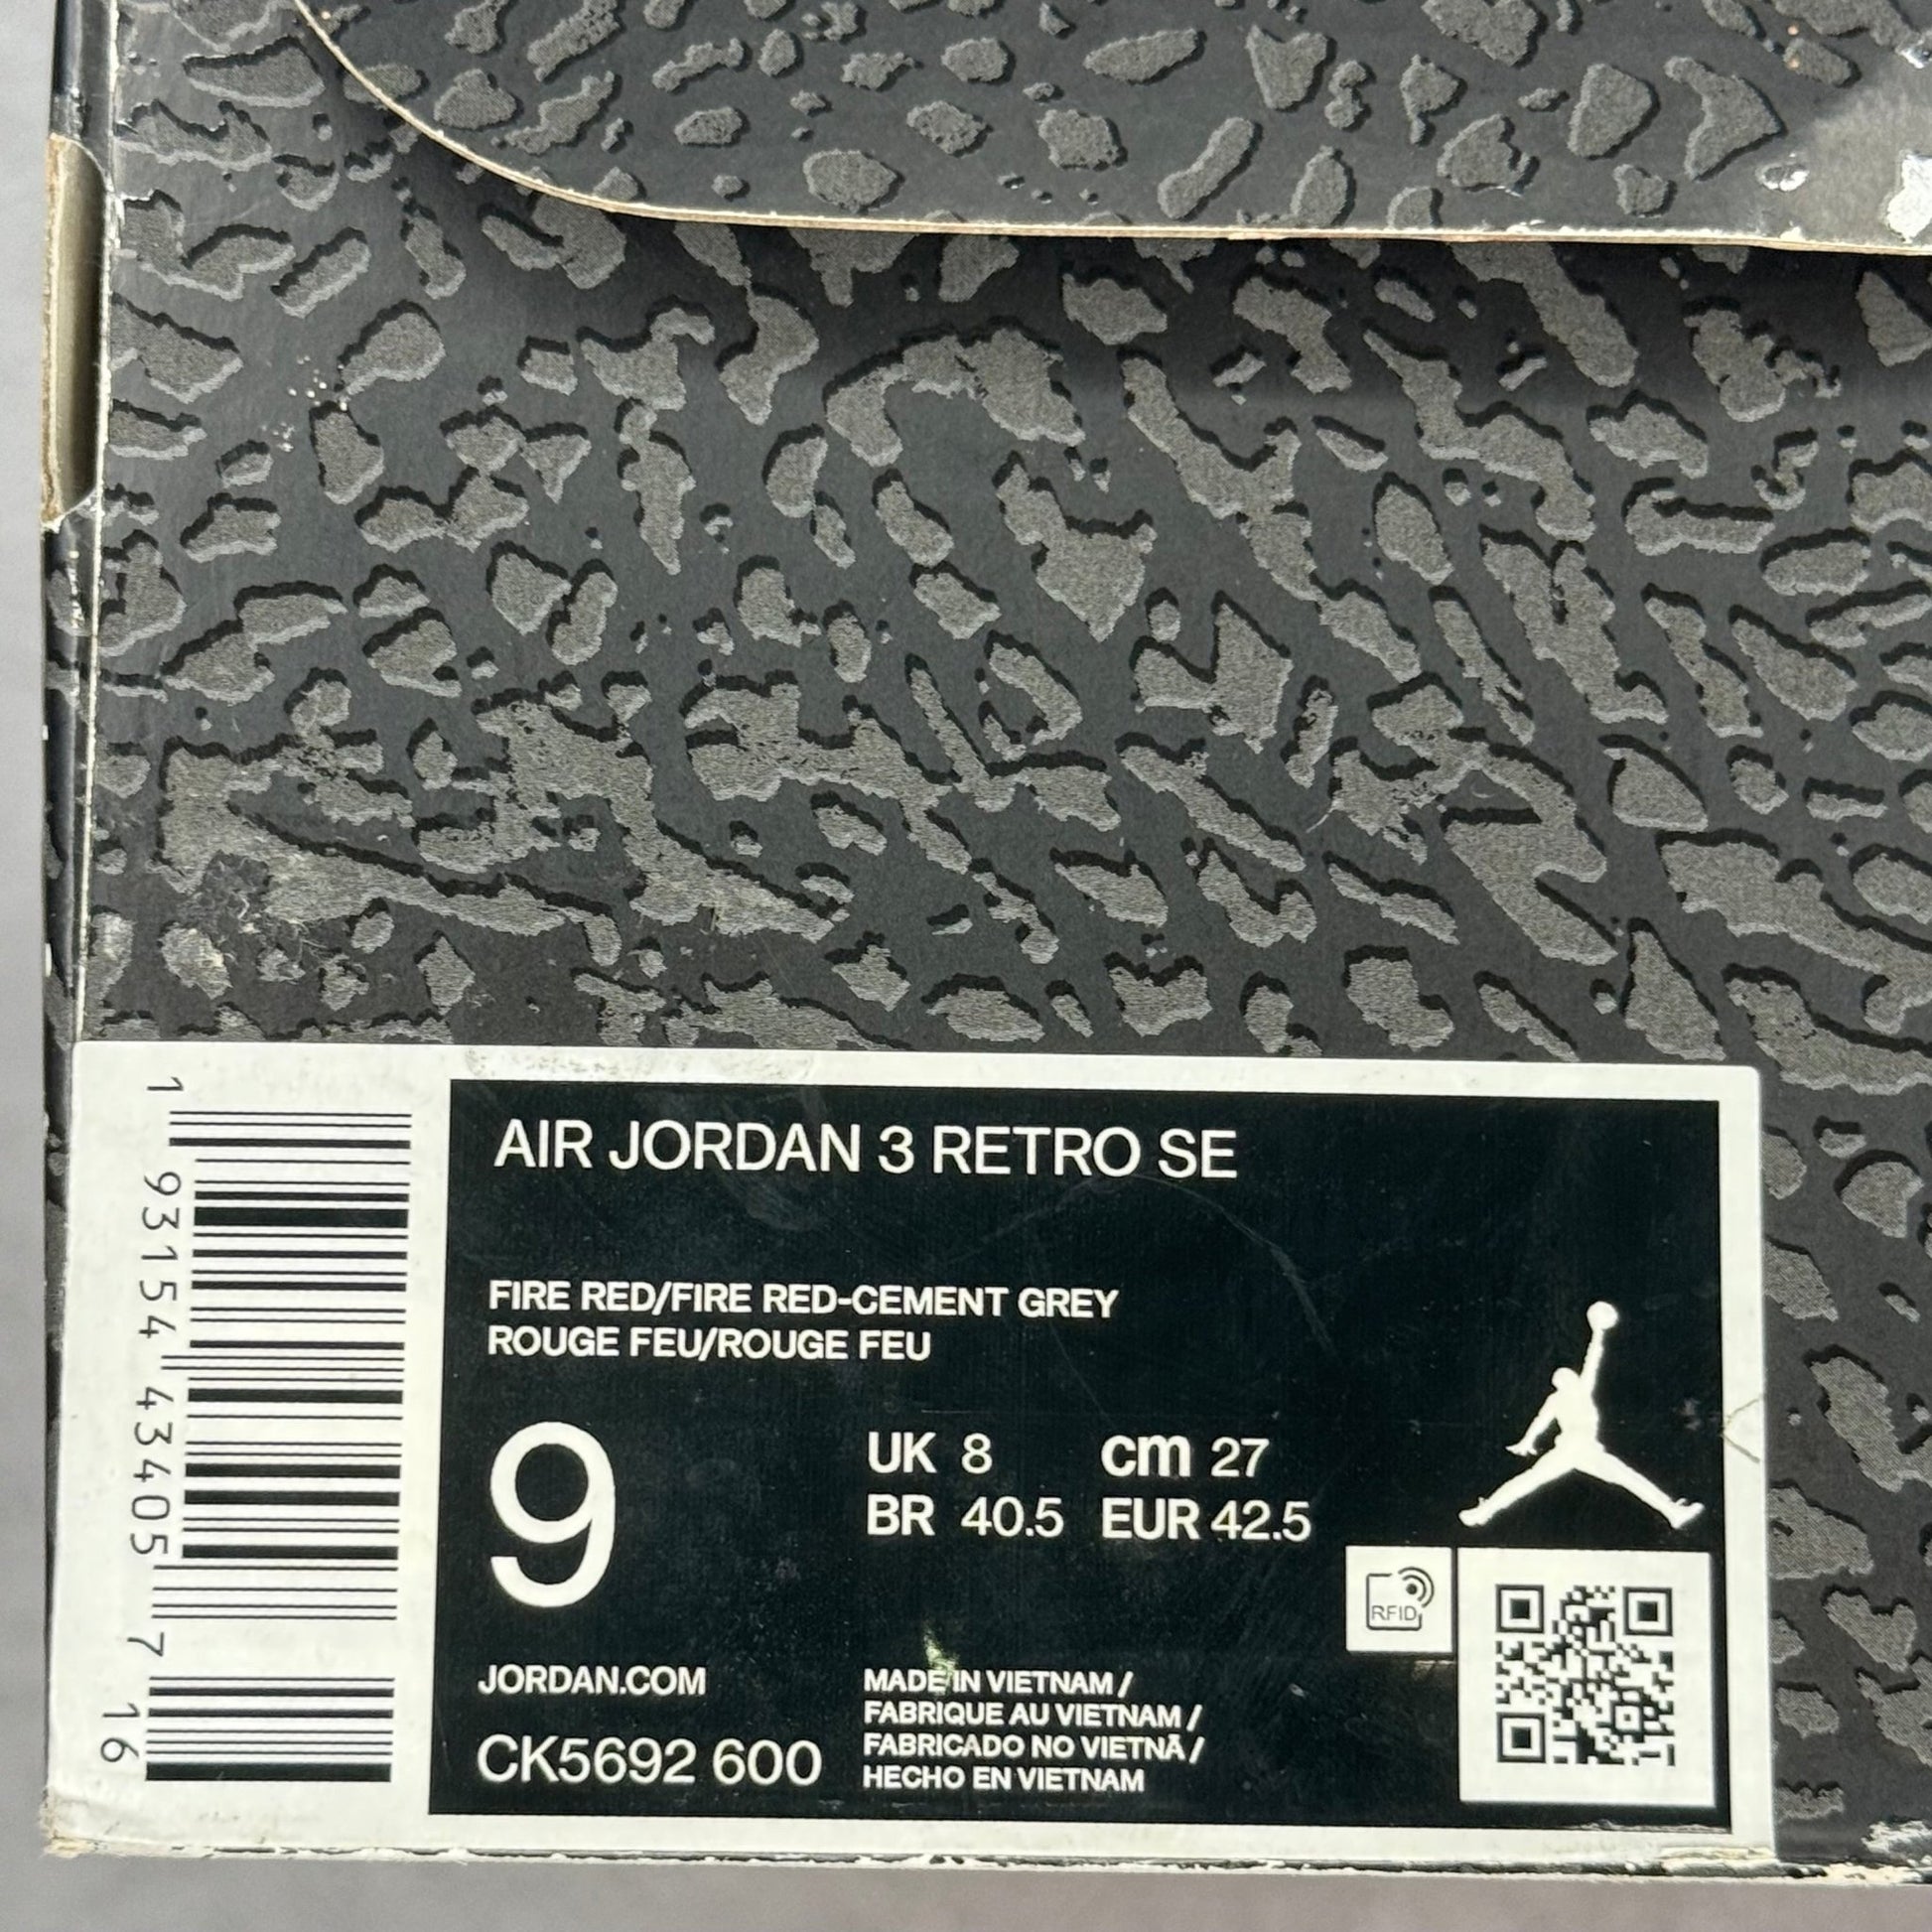 AIR JORDAN 3 RETRO SE
FIRE RED/FIRE RED-CEMENT GREY
ROUGE FEU/ROUGE FEU
9
UK 8 cm 27
BR 40.5 EUR 42.5
RFID
JORDAN.COM
CK5692 600
MADE IN VIETNAM /
FABRIQUE AU VIETNAM /
FABRICADO NO VIETNÃ /
HECHO EN VIETNAM
1 93154 43405 7 16